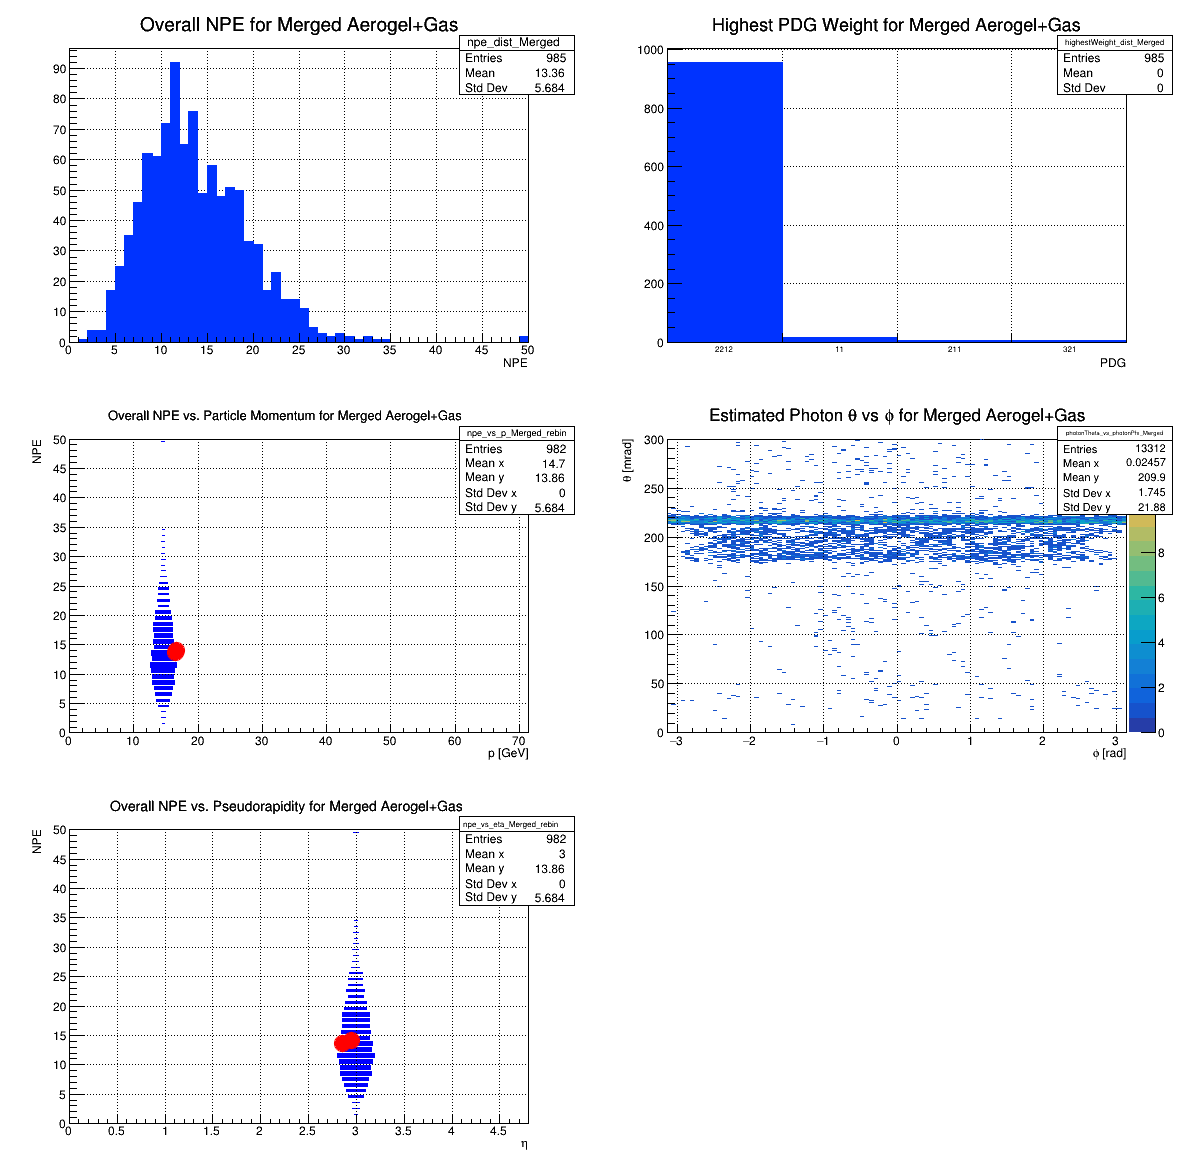 Overall NPE for Merged Aerogel+Gas
npe_dist_Merged
Entries 985
Mean 13.36
Std Dev 5.684
90
80
70
60
50
40
30
20
10
0
0 5 10 15 20 25 30 35 40 45 50
NPE
Highest PDG Weight for Merged Aerogel+Gas
highestWeight_dist_Merged
Entries 985
Mean 0
Std Dev 0
1000
800
600
400
200
0
2212 11 211 321
PDG
Overall NPE vs. Particle Momentum for Merged Aerogel+Gas
npe_vs_p_Merged_rebin
Entries 982
Mean x 14.7
Mean y 13.86
Std Dev x 0
Std Dev y 5.684
NPE
50
45
40
35
30
25
20
15
10
5
0
0 10 20 30 40 50 60 70
p [GeV]
Estimated Photon θ vs ϕ for Merged Aerogel+Gas
photonTheta_vs_photonPhi_Merged
Entries 13312
Mean x 0.02457
Mean y 209.9
Std Dev x 1.745
Std Dev y 21.88
θ [mrad]
300
250
200
150
100
50
0
−3 −2 −1 0 1 2 3
ϕ [rad]
8
6
4
2
0
Overall NPE vs. Pseudorapidity for Merged Aerogel+Gas
npe_vs_eta_Merged_rebin
Entries 982
Mean x 3
Mean y 13.86
Std Dev x 0
Std Dev y 5.684
NPE
50
45
40
35
30
25
20
15
10
5
0
0 0.5 1 1.5 2 2.5 3 3.5 4 4.5
η